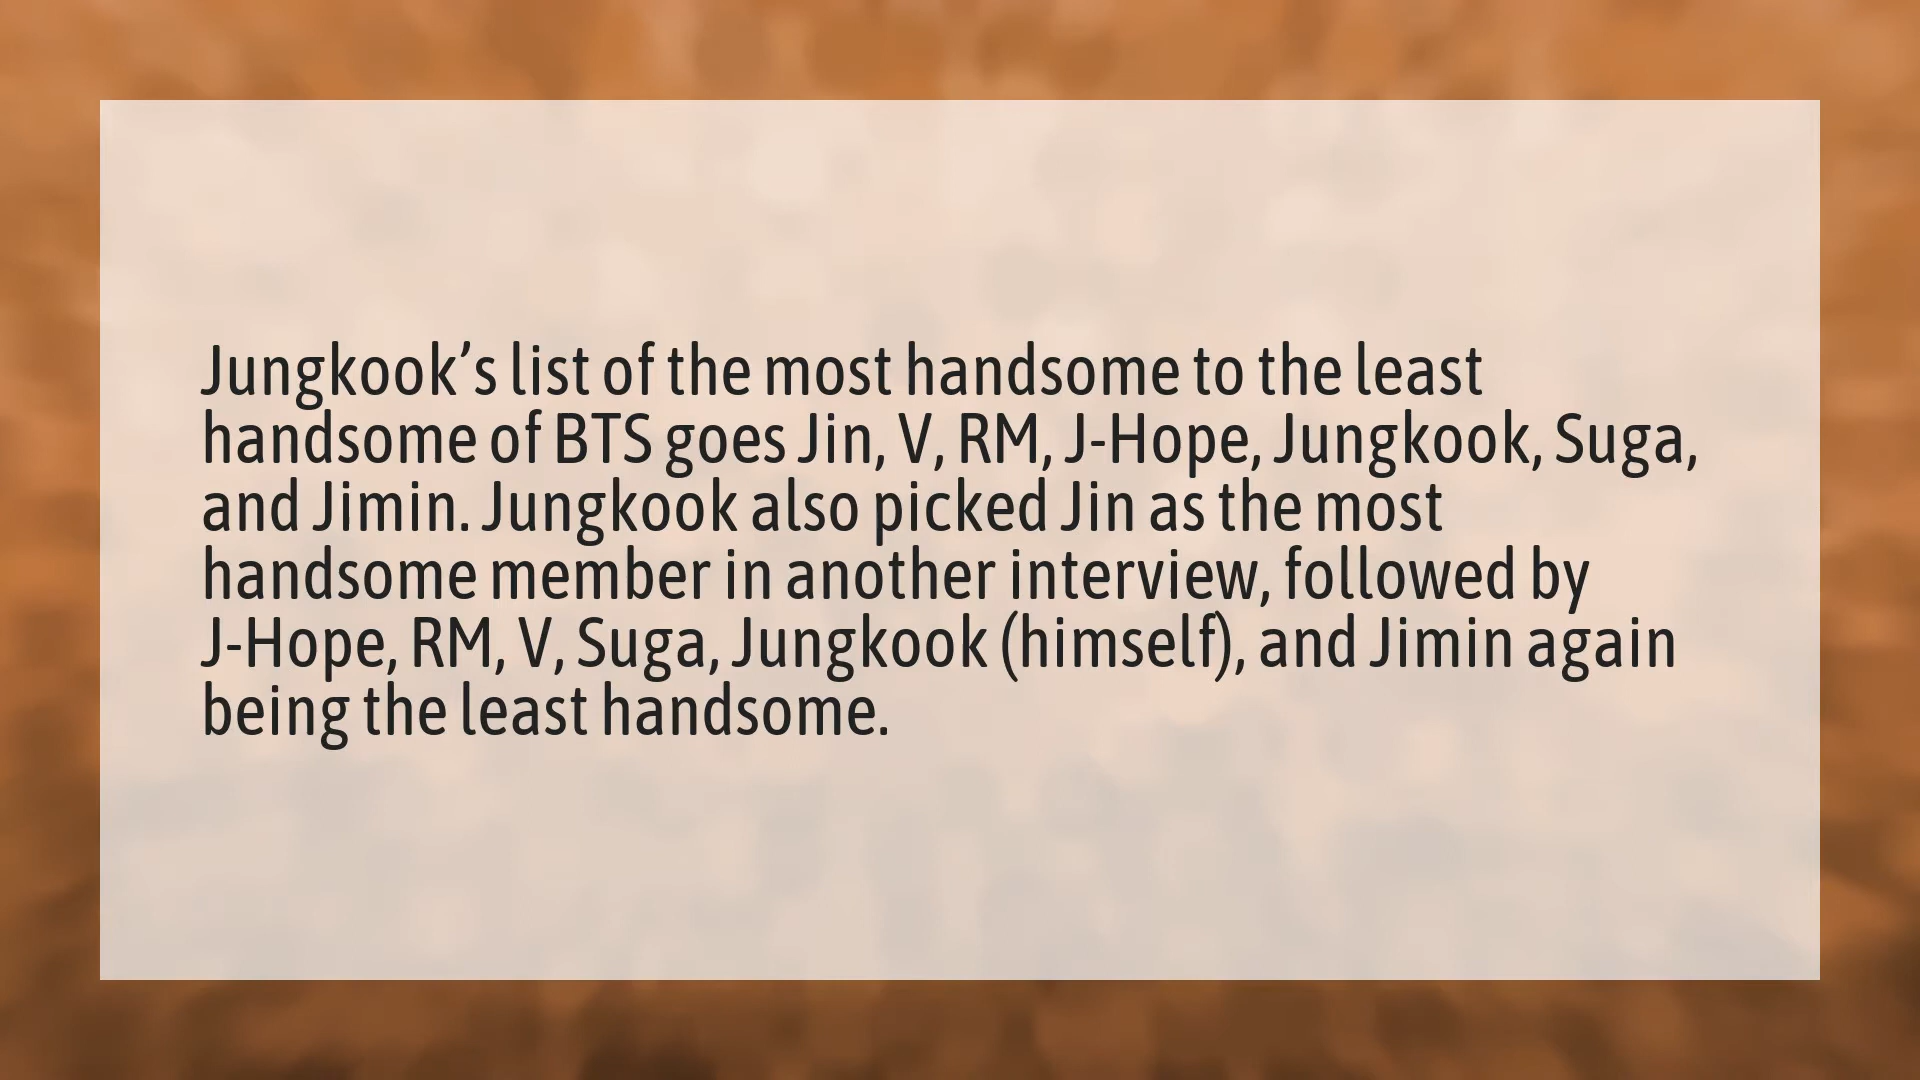 Jungkook’s list of the most handsome to the least
handsome of BTS goes Jin, V, RM, J-Hope, Jungkook, Suga,
and Jimin. Jungkook also picked Jin as the most
handsome member in another interview, followed by
J-Hope, RM, V, Suga, Jungkook (himself), and Jimin again
being the least handsome.